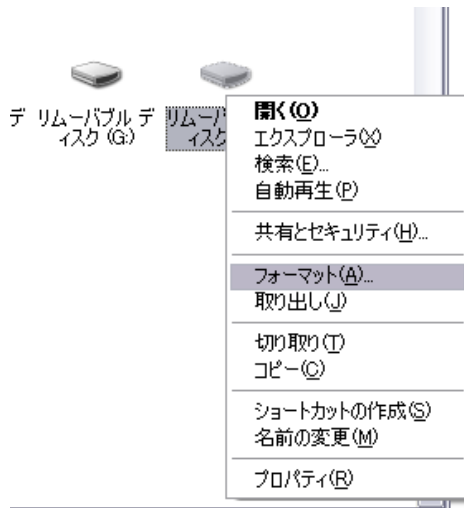 デ リムーバブル デ
ィスク (G:)
リムーバ
ィスク
開く(O)
エクスプローラ(X)
検索(E)...
自動再生(P)
共有とセキュリティ(H)...
フォーマット(A)...
取り出し(J)
切り取り(T)
コピー(C)
ショートカットの作成(S)
名前の変更(M)
プロパティ(R)